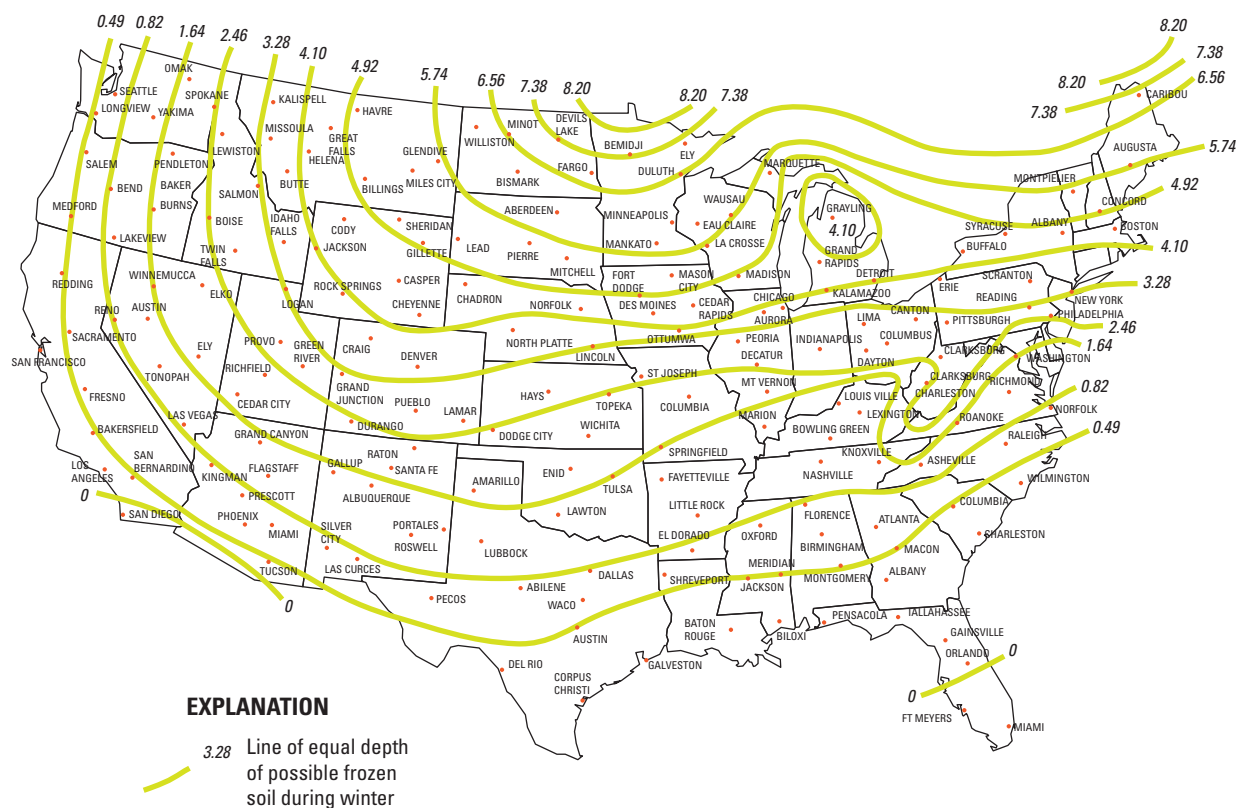 0.49
0.82
1.64
2.46
3.28
4.10
4.92
5.74
6.56
7.38
8.20
8.20
7.38
8.20
7.38
6.56
8.20
7.38
5.74
4.92
4.10
3.28
2.46
1.64
0.82
0.49
4.10
0
0
0
0
OMAK
SEATTLE
SPOKANE
LONGVIEW
YAKIMA
KALISPELL
HAVRE
MISSOULA
GREAT
FALLS
HELENA
LEWISTON
SALEM
PENDLETON
BAKER
BEND
BURNS
SALMON
BUTTE
BILLINGS
GLENDIVE
MILES CITY
WILLISTON
MINOT
DEVILS
LAKE
BEMIDJI
ELY
FARGO
DULUTH
BISMARK
MARQUETTE
CARIBOU
AUGUSTA
MONTPIELIER
CONCORD
MEDFORD
LAKEVIEW
BOISE
TWIN
FALLS
IDAHO
FALLS
CODY
JACKSON
SHERIDAN
GILLETTE
LEAD
ABERDEEN
PIERRE
MITCHELL
MINNEAPOLIS
MANKATO
WAUSAU
EAU CLAIRE
LA CROSSE
GRAYLING
GRAND
RAPIDS
SYRACUSE
ALBANY
BOSTON
BUFFALO
REDDING
WINNEMUCCA
RENO
AUSTIN
ELKO
LOGAN
ROCK SPRINGS
CASPER
CHEYENNE
CHADRON
NORFOLK
FORT
DODGE
MASON
CITY
DES MOINES
CEDAR
RAPIDS
MADISON
CHICAGO
AURORA
DETROIT
KALAMAZOO
ERIE
SCRANTON
READING
NEW YORK
PHILADELPHIA
SACRAMENTO
SAN FRANCISCO
ELY
TONOPAH
PROVO
GREEN
RIVER
RICHFIELD
CEDAR CITY
CRAIG
DENVER
GRAND
JUNCTION
PUEBLO
DURANGO
LAMAR
NORTH PLATTE
LINCOLN
OTTUMWA
PEORIA
DECATUR
INDIANAPOLIS
LIMA
CANTON
COLUMBUS
DAYTON
PITTSBURGH
CLARKSBURG
WASHINGTON
CLARKSBURG
CHARLESTON
RICHMOND
ROANOKE
NORFOLK
FRESNO
LAS VEGAS
BAKERSFIELD
ST JOSEPH
HAYS
TOPEKA
WICHITA
DODGE CITY
COLUMBIA
MT VERNON
MARION
LOUIS VILLE
LEXINGTON
BOWLING GREEN
SPRINGFIELD
KNOXVILLE
NASHVILLE
ASHEVILLE
RALEIGH
WILMINGTON
LOS
ANGELES
SAN
BERNARDINO
SAN DIEGO
GRAND CANYON
KINGMAN
FLAGSTAFF
PRESCOTT
PHOENIX
MIAMI
TUCSON
GALLUP
RATON
SANTA FE
ALBUQUERQUE
SILVER
CITY
PORTALES
ROSWELL
LAS CURCES
AMARILLO
LUBBOCK
ENID
TULSA
LAWTON
FAYETTEVILLE
LITTLE ROCK
EL DORADO
OXFORD
FLORENCE
BIRMINGHAM
ATLANTA
MACON
COLUMBIA
CHARLESTON
PECOS
ABILENE
DALLAS
WACO
AUSTIN
SHREVEPORT
MERIDIAN
JACKSON
MONTGOMERY
ALBANY
BATON
ROUGE
BILOXI
PENSACOLA
TALLAHASSEE
GAINSVILLE
ORLANDO
DEL RIO
GALVESTON
CORPUS
CHRISTI
FT MEYERS
MIAMI
EXPLANATION
3.28 Line of equal depth
of possible frozen
soil during winter